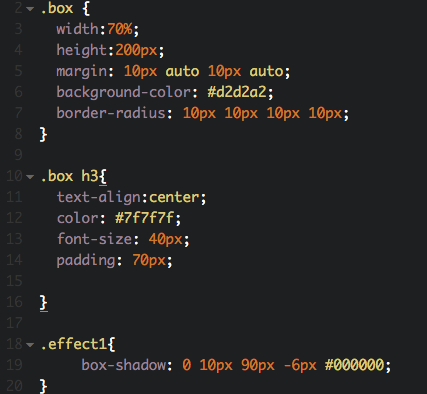 2 .box {
3 width:70%;
4 height:200px;
5 margin: 10px auto 10px auto;
6 background-color: #d2d2a2;
7 border-radius: 10px 10px 10px 10px;
8 }
9
10 .box h3{
11 text-align:center;
12 color: #7f7f7f;
13 font-size: 40px;
14 padding: 70px;
15
16 }
17
18 .effect1{
19 box-shadow: 0 10px 90px -6px #000000;
20 }